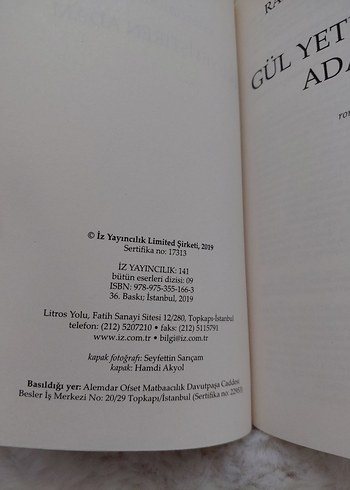 © İz Yayıncılık Limited Şirketi, 2019
Sertifika no: 17313
İZ YAYINCILIK: 141
bütün eserleri dizisi: 09
ISBN: 978-975-355-166-3
36. Baskı; İstanbul, 2019
Litros Yolu, Fatih Sanayi Sitesi 12/280, Topkapı-İstanbul
telefon: (212) 5207210 • faks: (212) 5115791
www.iz.com.tr • bilgi@iz.com.tr
kapak fotoğrafı: Seyfettin Sarıçam
kapak: Hamdi Akyol
Basıldığı yer: Alemdar Ofset Matbaacılık Davutpaşa Caddesi
Besler İş Merkezi No: 20/29 Topkapı/İstanbul (Sertifika no:
RA
GÜL YET
ADA
ro